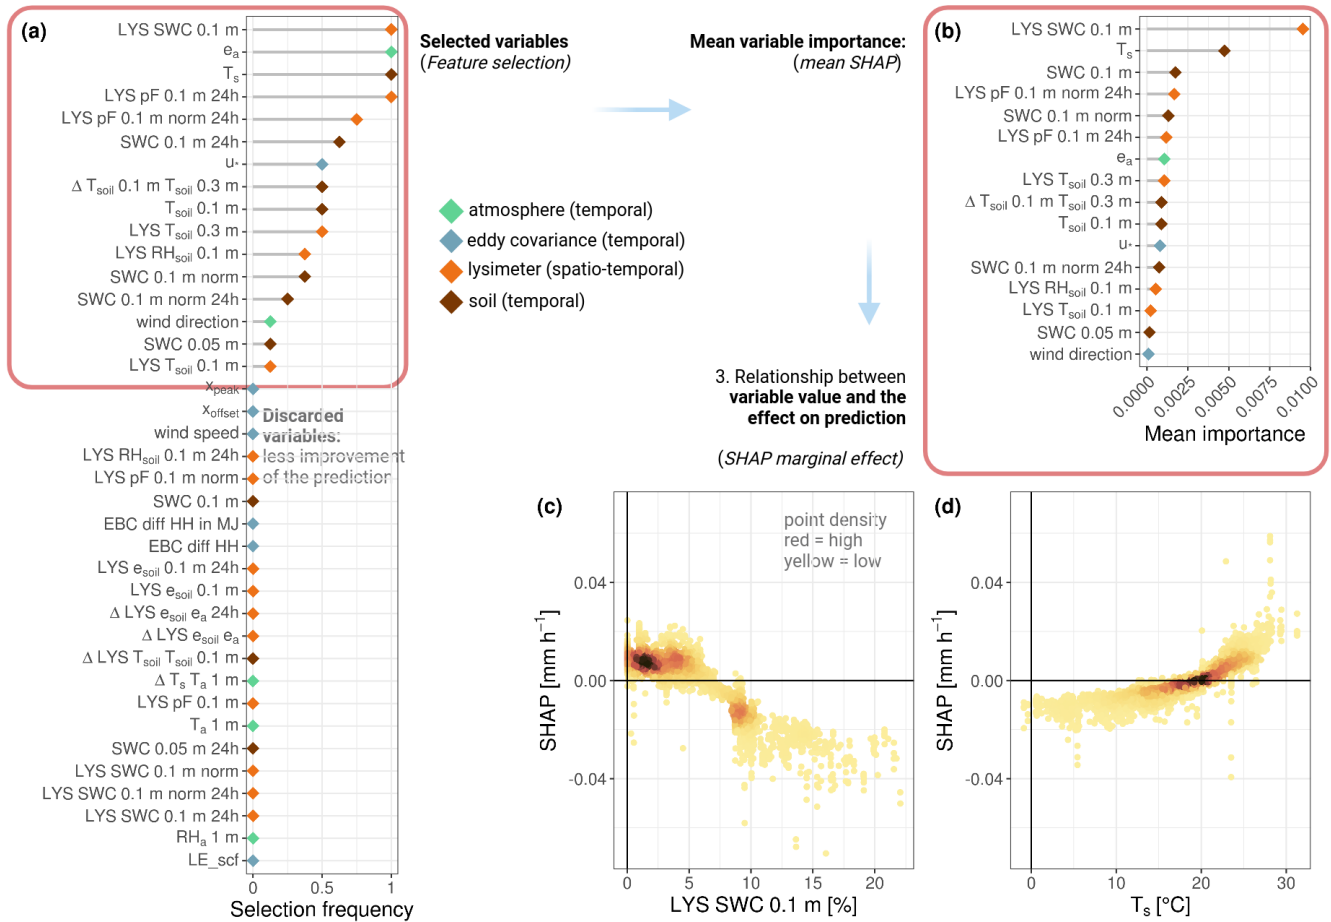 (a)
LYS SWC 0.1 m
eₐ
Tₛ
LYS pF 0.1 m 24h
LYS pF 0.1 m norm 24h
SWC 0.1 m 24h
u*
Δ Tsoil 0.1 m Tsoil 0.3 m
Tsoil 0.1 m
LYS Tsoil 0.3 m
LYS RHsoil 0.1 m
SWC 0.1 m norm
SWC 0.1 m norm 24h
wind direction
SWC 0.05 m
LYS Tsoil 0.1 m
xpeak
xoffset
wind speed
LYS RHsoil 0.1 m 24h
LYS pF 0.1 m norm
SWC 0.1 m
EBC diff HH in MJ
EBC diff HH
LYS esoil 0.1 m 24h
LYS esoil 0.1 m
Δ LYS esoil eₐ 24h
Δ LYS esoil eₐ
Δ LYS Tsoil Tsoil 0.1 m
Δ Tₛ Tₐ 1 m
LYS pF 0.1 m
Tₐ 1 m
SWC 0.05 m 24h
LYS SWC 0.1 m norm
LYS SWC 0.1 m norm 24h
LYS SWC 0.1 m 24h
RHₐ 1 m
LE_scf
0 0.5 1
Selection frequency
Discarded
variables:
less improvement
of the prediction
Selected variables
(Feature selection)
Mean variable importance:
(mean SHAP)
atmosphere (temporal)
eddy covariance (temporal)
lysimeter (spatio-temporal)
soil (temporal)
3. Relationship between
variable value and the
effect on prediction
(SHAP marginal effect)
(b)
LYS SWC 0.1 m
Tₛ
SWC 0.1 m
LYS pF 0.1 m norm 24h
SWC 0.1 m norm
LYS pF 0.1 m 24h
eₐ
LYS Tsoil 0.3 m
Δ Tsoil 0.1 m Tsoil 0.3 m
Tsoil 0.1 m
u*
SWC 0.1 m norm 24h
LYS RHsoil 0.1 m
LYS Tsoil 0.1 m
SWC 0.05 m
wind direction
0.0000 0.0025 0.0050 0.0075 0.0100
Mean importance
(c)
point density
red = high
yellow = low
SHAP [mm h⁻¹]
0.04
0.00
-0.04
0 5 10 15 20
LYS SWC 0.1 m [%]
(d)
SHAP [mm h⁻¹]
0.04
0.00
-0.04
0 10 20 30
Tₛ [°C]